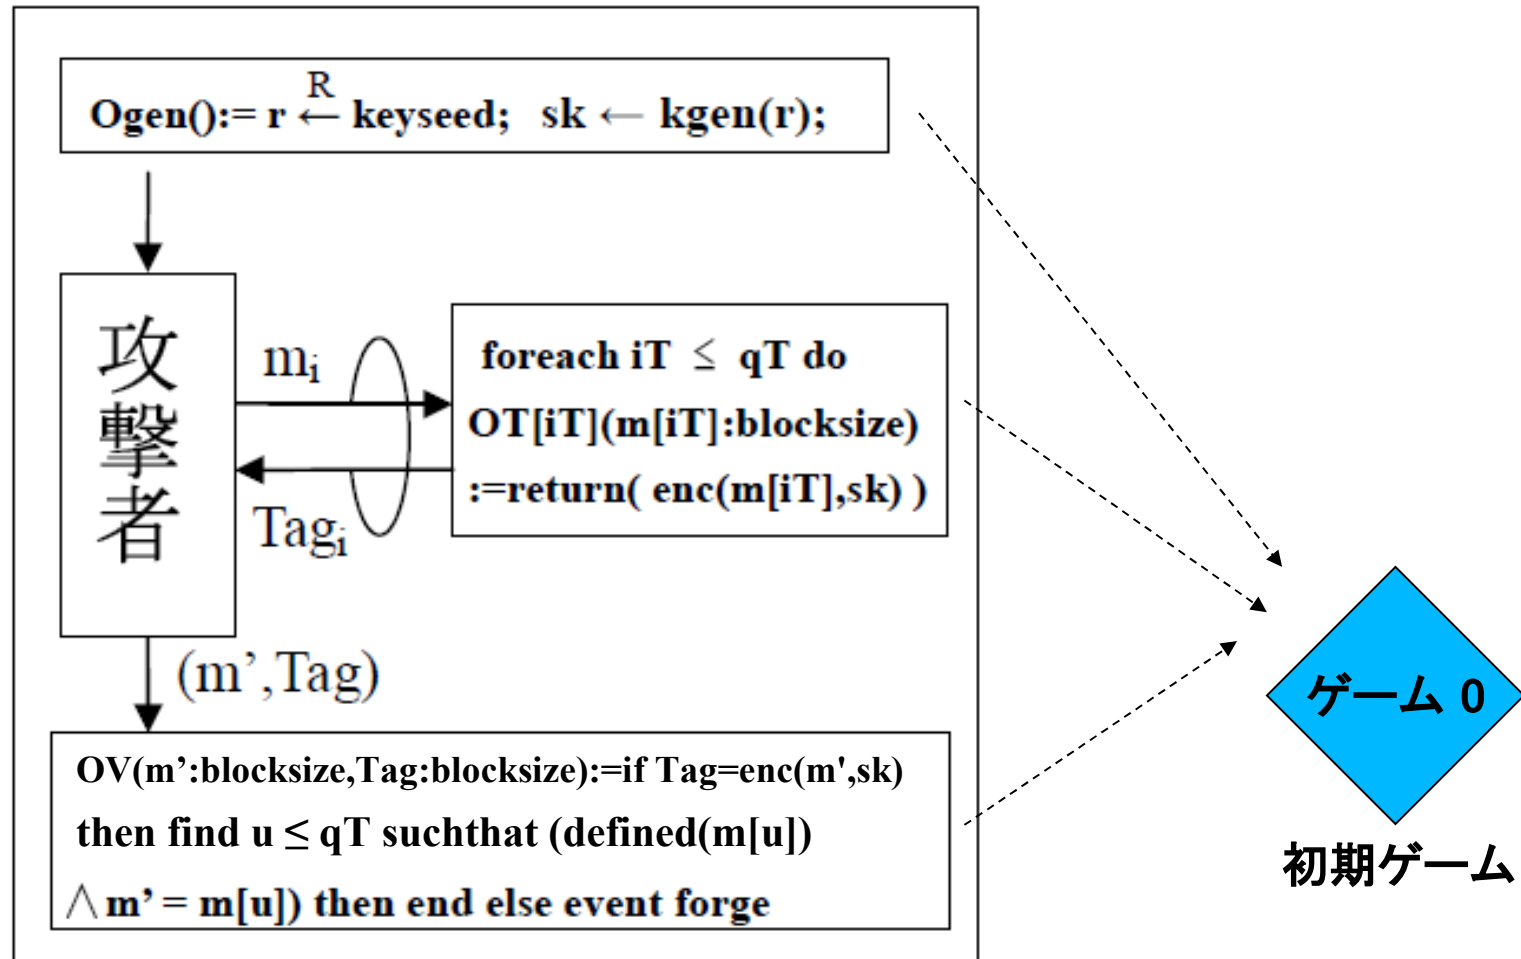 Ogen():= r ←R keyseed; sk ← kgen(r);
攻撃者
mᵢ
Tagᵢ
foreach iT ≤ qT do
OT[iT](m[iT]:blocksize)
:=return( enc(m[iT],sk) )
(m’,Tag)
OV(m’:blocksize,Tag:blocksize):=if Tag=enc(m',sk)
then find u ≤ qT suchthat (defined(m[u])
∧ m’ = m[u]) then end else event forge
ゲーム 0
初期ゲーム